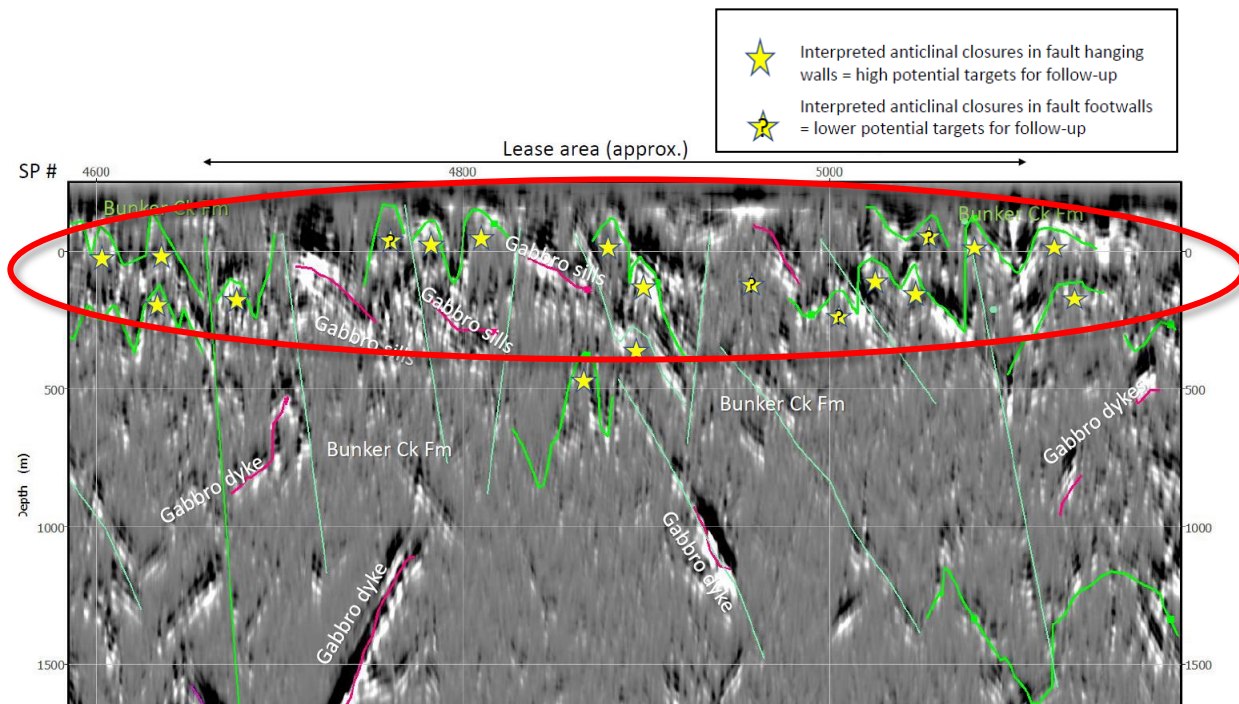 Interpreted anticlinal closures in fault hanging
walls = high potential targets for follow-up
?
Interpreted anticlinal closures in fault footwalls
= lower potential targets for follow-up
Lease area (approx.)
SP #
4600
4800
5000
Bunker Ck Fm
Bunker Ck Fm
?
?
0
0
Gabbro sills
?
Gabbro sills
Gabbro sills
?
500
500
Bunker Ck Fm
Bunker Ck Fm
Gabbro dykes
Gabbro dyke
Depth (m)
1000
1000
Gabbro dyke
Gabbro dyke
1500
1500